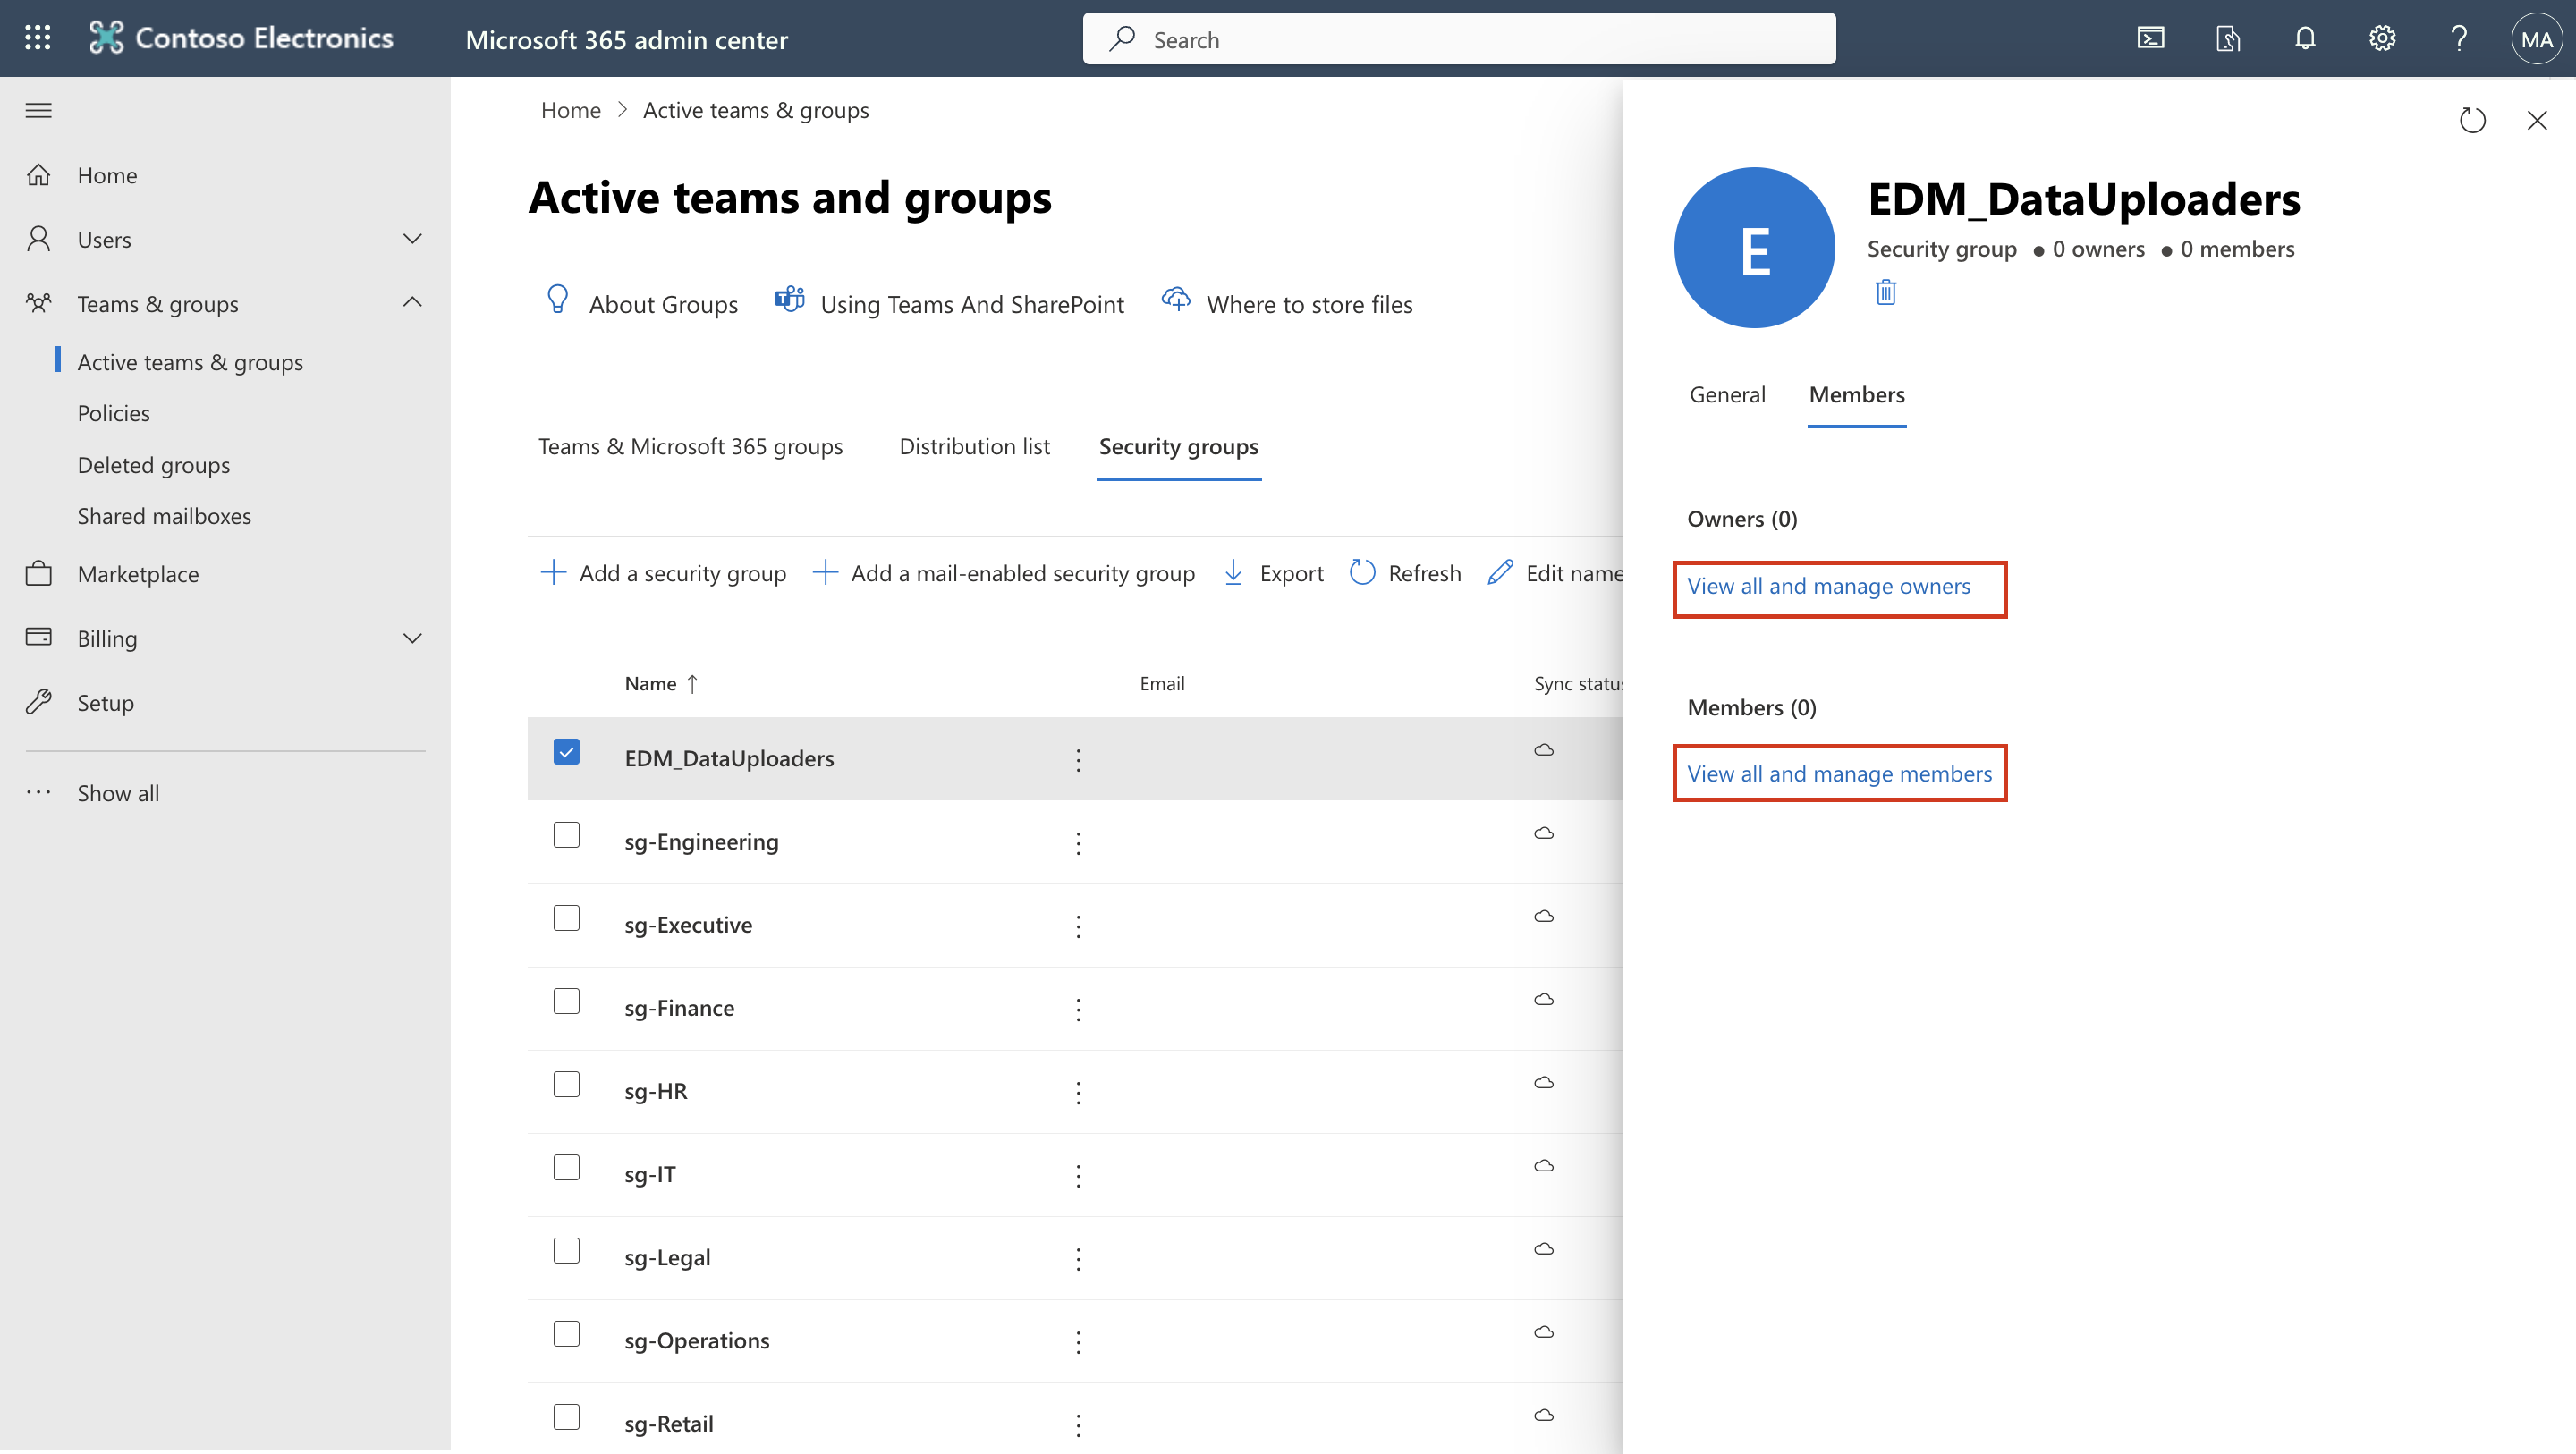 Contoso Electronics
Microsoft 365 admin center
Search
MA
Home
Users
Teams & groups
Active teams & groups
Policies
Deleted groups
Shared mailboxes
Marketplace
Billing
Setup
Show all
Home > Active teams & groups
Active teams and groups
About Groups
Using Teams And SharePoint
Where to store files
Teams & Microsoft 365 groups
Distribution list
Security groups
Add a security group
Add a mail-enabled security group
Export
Refresh
Edit name
Name ↑
Email
Sync status
EDM_DataUploaders
sg-Engineering
sg-Executive
sg-Finance
sg-HR
sg-IT
sg-Legal
sg-Operations
sg-Retail
E
EDM_DataUploaders
Security group ● 0 owners ● 0 members
General
Members
Owners (0)
View all and manage owners
Members (0)
View all and manage members